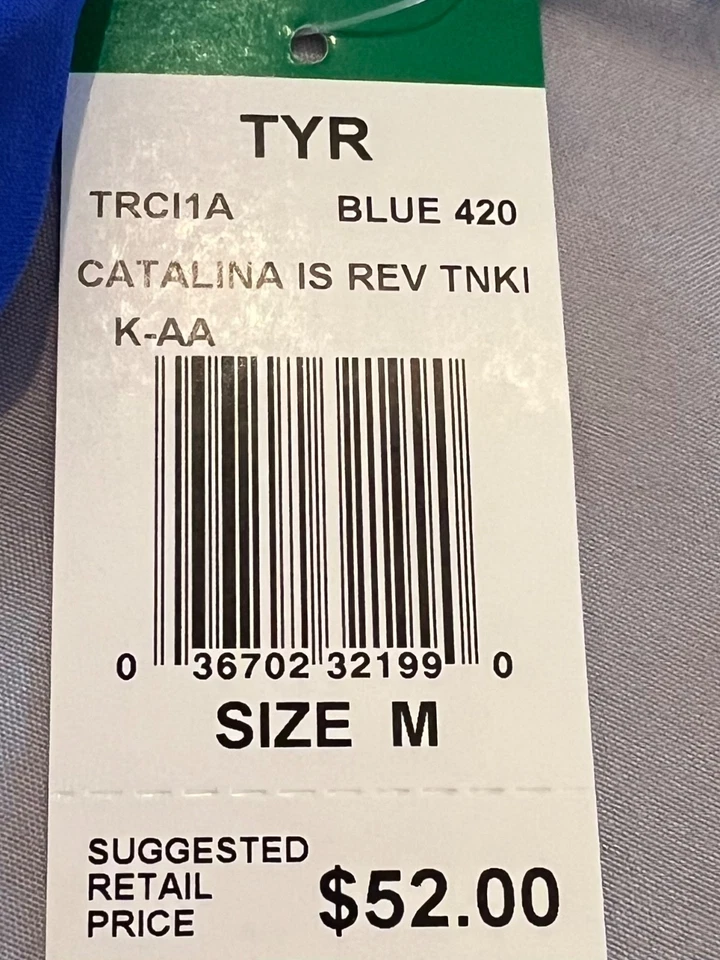 TYR
TRCI1A BLUE 420
CATALINA IS REV TNKI
K-AA
0 36702 32199 0
SIZE M
SUGGESTED
RETAIL
PRICE $52.00